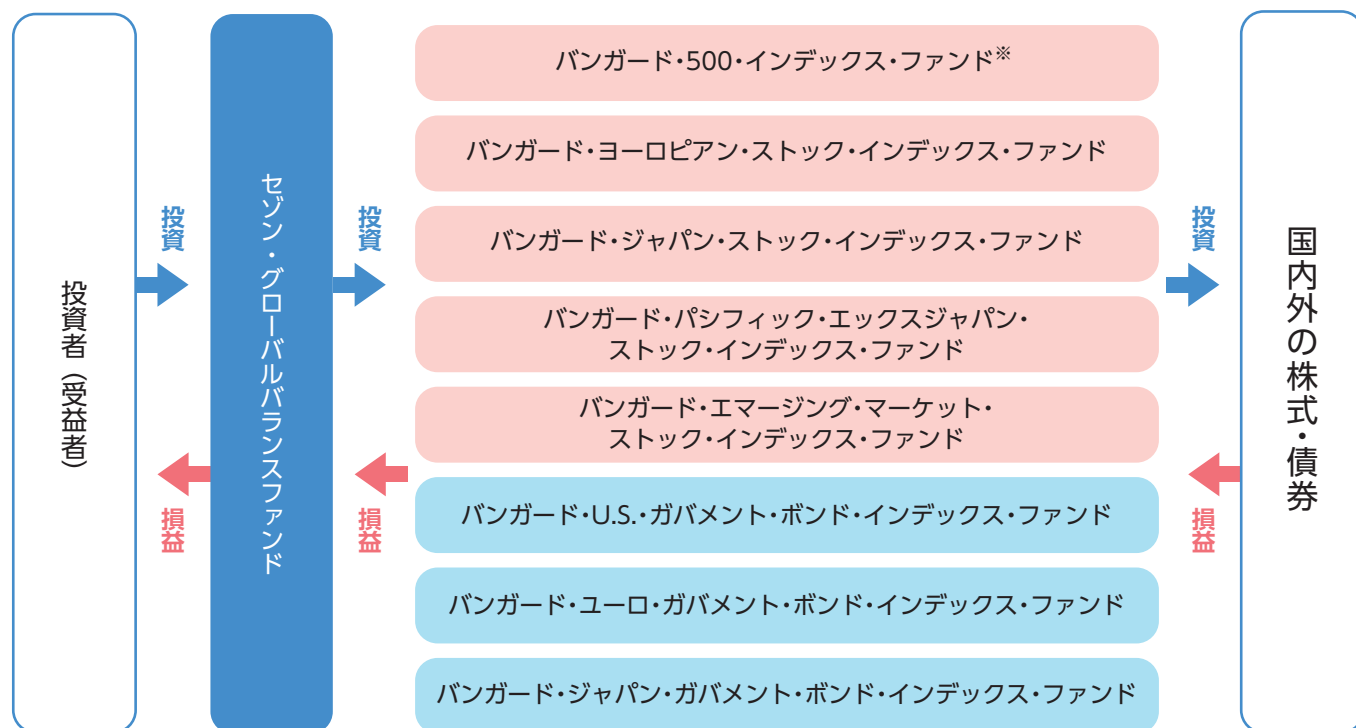 投資者（受益者）
投資
損益
セゾン・グローバルバランスファンド
投資
損益
バンガード・500・インデックス・ファンド※
バンガード・ヨーロピアン・ストック・インデックス・ファンド
バンガード・ジャパン・ストック・インデックス・ファンド
バンガード・パシフィック・エックスジャパン・
ストック・インデックス・ファンド
バンガード・エマージング・マーケット・
ストック・インデックス・ファンド
バンガード・U.S.・ガバメント・ボンド・インデックス・ファンド
バンガード・ユーロ・ガバメント・ボンド・インデックス・ファンド
バンガード・ジャパン・ガバメント・ボンド・インデックス・ファンド
投資
損益
国内外の株式・債券